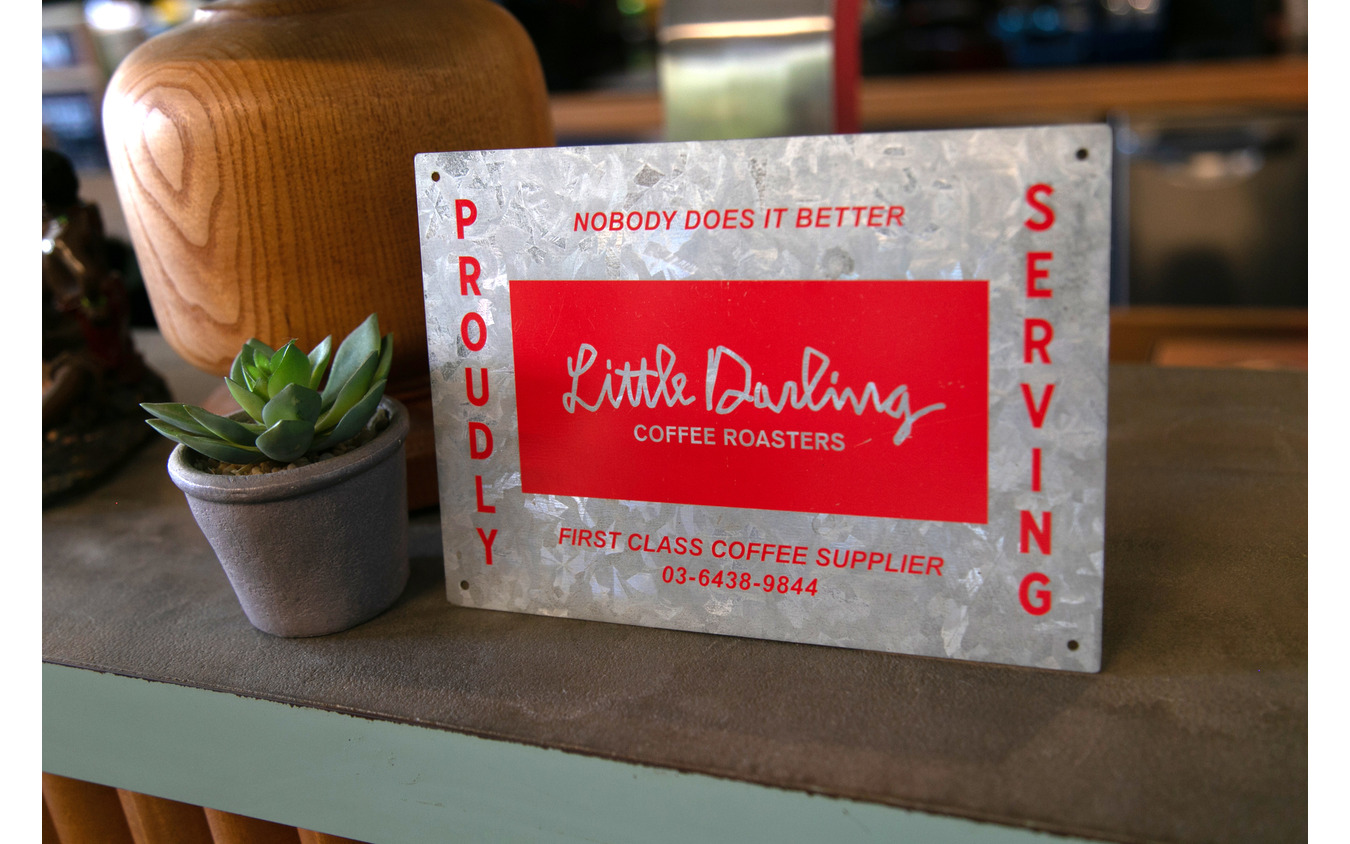 PROUDLY
NOBODY DOES IT BETTER
Little Darling
COFFEE ROASTERS
FIRST CLASS COFFEE SUPPLIER
03-6438-9844
SERVING